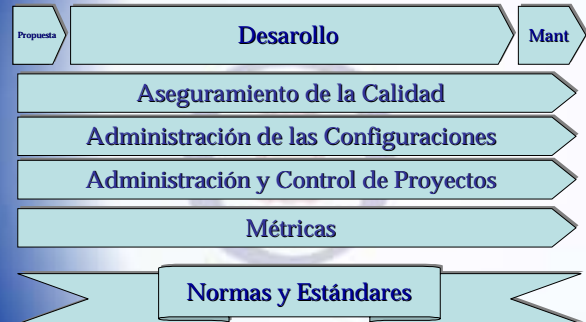 Propuesta
Desarollo
Mant
Aseguramiento de la Calidad
Administración de las Configuraciones
Administración y Control de Proyectos
Métricas
Normas y Estándares